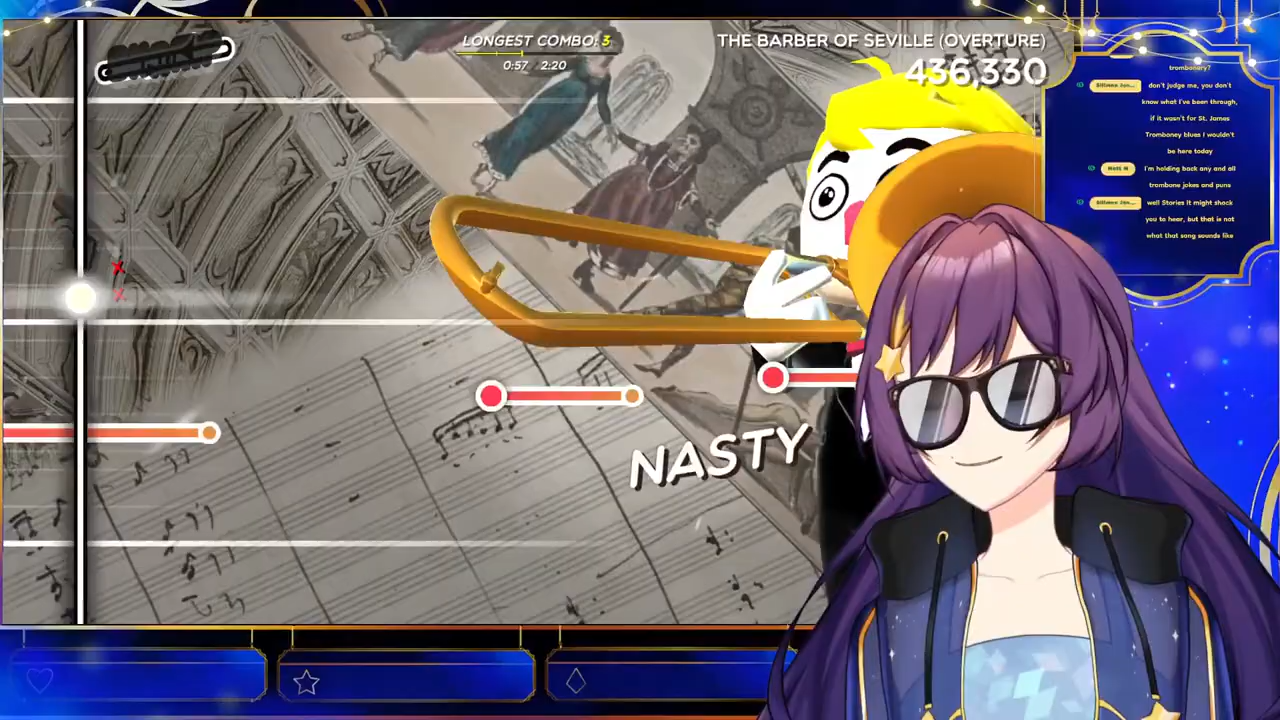 LONGEST COMBO: 3
0:57 2:20
THE BARBER OF SEVILLE (OVERTURE)
436,330
trombonery?
don't judge me, you don't
know what I've been through,
if it wasn't for St. James
Tromboney blues I wouldn't
be here today
Matt M
I'm holding back any and all
trombone jokes and puns
well Stories it might shock
you to hear, but that is not
what that song sounds like
X
X
NASTY